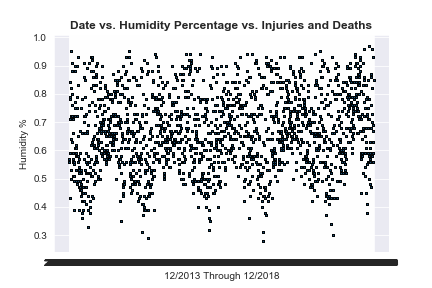 Date vs. Humidity Percentage vs. Injuries and Deaths
1.0
0.9
0.8
0.7
0.6
0.5
0.4
0.3
Humidity %
12/2013 Through 12/2018